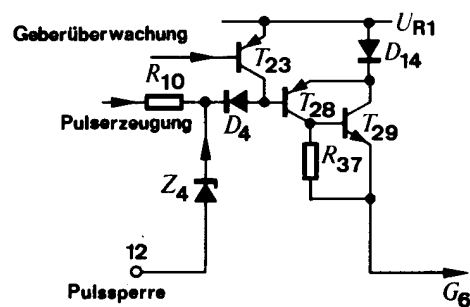 U_R1
Geberüberwachung
T_23
D_14
R_10
T_28
T_29
Pulserzeugung
D_4
R_37
Z_4
12
Pulssperre
G_6